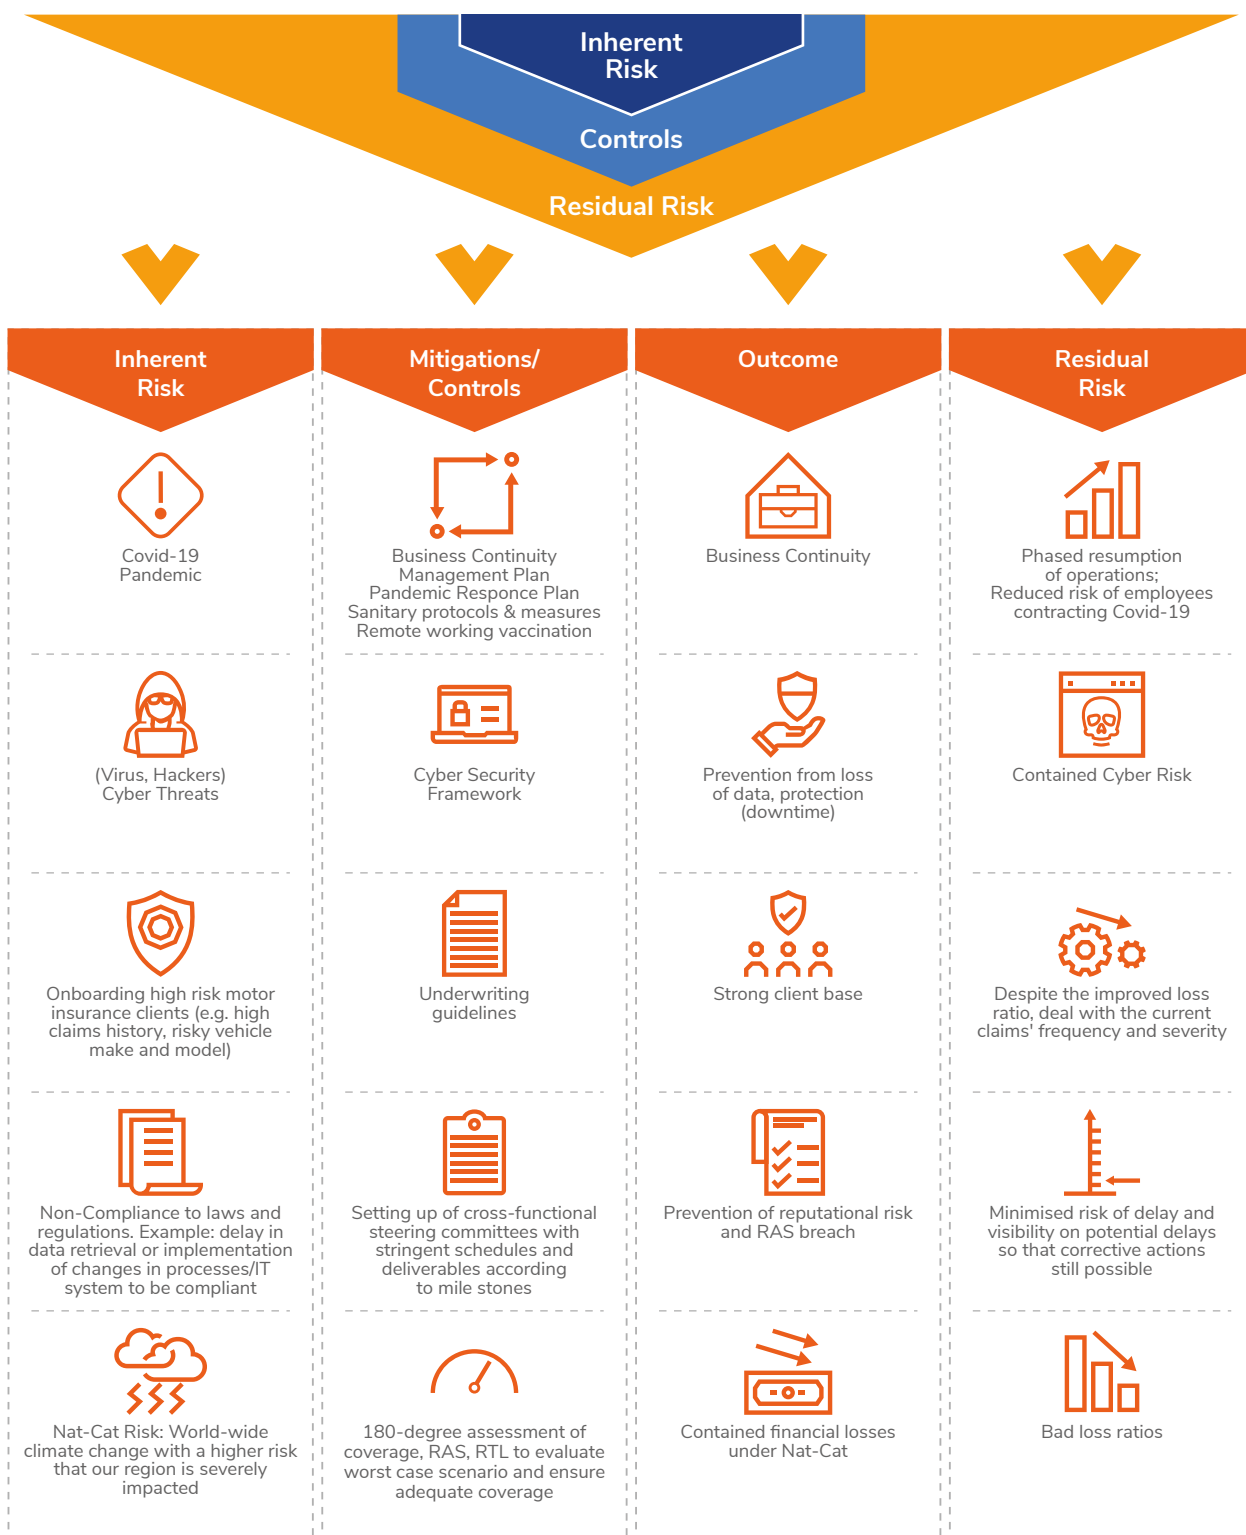 Inherent
Risk
Controls
Residual Risk
Inherent
Risk
Mitigations/
Controls
Outcome
Residual
Risk
Covid-19
Pandemic
Business Continuity
Management Plan
Pandemic Responce Plan
Sanitary protocols & measures
Remote working vaccination
Business Continuity
Phased resumption
of operations;
Reduced risk of employees
contracting Covid-19
(Virus, Hackers)
Cyber Threats
Cyber Security
Framework
Prevention from loss
of data, protection
(downtime)
Contained Cyber Risk
Onboarding high risk motor
insurance clients (e.g. high
claims history, risky vehicle
make and model)
Underwriting
guidelines
Strong client base
Despite the improved loss
ratio, deal with the current
claims' frequency and severity
Non-Compliance to laws and
regulations. Example: delay in
data retrieval or implementation
of changes in processes/IT
system to be compliant
Setting up of cross-functional
steering committees with
stringent schedules and
deliverables according
to mile stones
Prevention of reputational risk
and RAS breach
Minimised risk of delay and
visibility on potential delays
so that corrective actions
still possible
Nat-Cat Risk: World-wide
climate change with a higher risk
that our region is severely
impacted
180-degree assessment of
coverage, RAS, RTL to evaluate
worst case scenario and ensure
adequate coverage
Contained financial losses
under Nat-Cat
Bad loss ratios